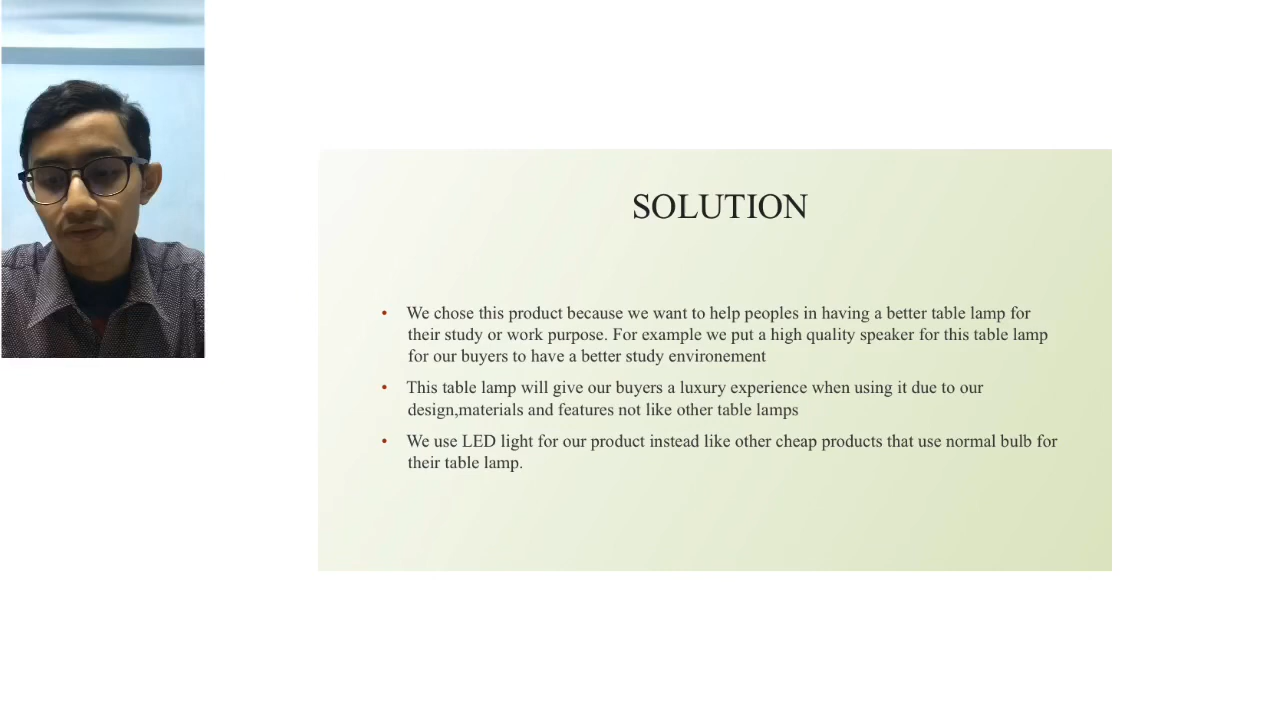 SOLUTION
• We chose this product because we want to help peoples in having a better table lamp for
their study or work purpose. For example we put a high quality speaker for this table lamp
for our buyers to have a better study environement
• This table lamp will give our buyers a luxury experience when using it due to our
design,materials and features not like other table lamps
• We use LED light for our product instead like other cheap products that use normal bulb for
their table lamp.